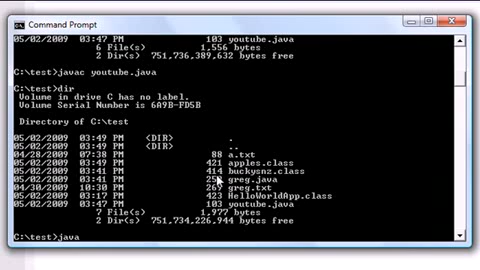 Command Prompt
05/02/2009 03:47 PM 103 youtube.java
6 File(s) 1,556 bytes
2 Dir(s) 751,736,389,632 bytes free
C:\test>javac youtube.java
C:\test>dir
Volume in drive C has no label.
Volume Serial Number is 6A9B-FD5B
Directory of C:\test
05/02/2009 03:49 PM <DIR> .
05/02/2009 03:49 PM <DIR> ..
04/28/2009 07:38 PM 88 a.txt
05/02/2009 03:49 PM 421 apples.class
05/02/2009 03:41 PM 414 buckysnz.class
05/02/2009 03:41 PM greg.java
04/30/2009 10:30 PM 269 greg.txt
05/02/2009 03:17 PM 423 HelloWorldApp.class
05/02/2009 03:47 PM 103 youtube.java
7 File(s) 1,977 bytes
2 Dir(s) 751,734,226,944 bytes free
C:\test>java